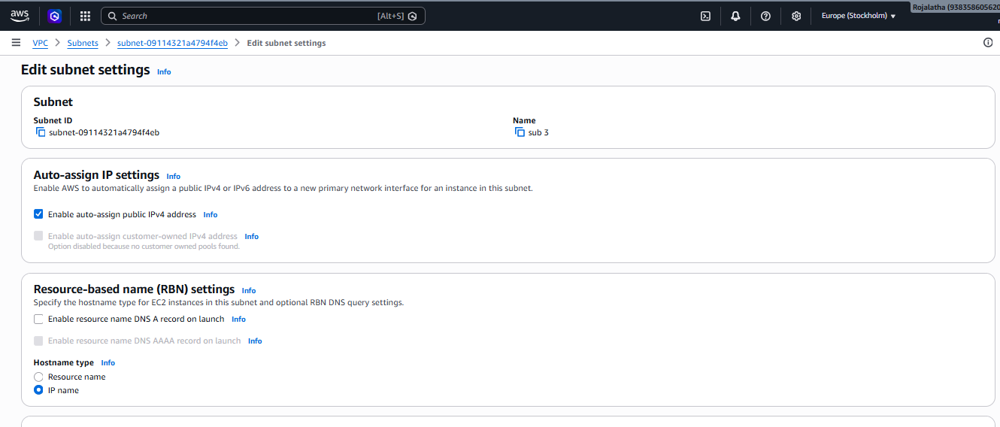 aws Search [Alt+S] Europe (Stockholm) Rojalatha (938358605620
VPC Subnets subnet-09114321a4794f4eb Edit subnet settings
Edit subnet settings Info
Subnet
Subnet ID Name
subnet-09114321a4794f4eb sub 3
Auto-assign IP settings Info
Enable AWS to automatically assign a public IPv4 or IPv6 address to a new primary network interface for an instance in this subnet.
Enable auto-assign public IPv4 address Info
Enable auto-assign customer-owned IPv4 address Info
Option disabled because no customer owned pools found.
Resource-based name (RBN) settings Info
Specify the hostname type for EC2 instances in this subnet and optional RBN DNS query settings.
Enable resource name DNS A record on launch Info
Enable resource name DNS AAAA record on launch Info
Hostname type Info
Resource name
IP name